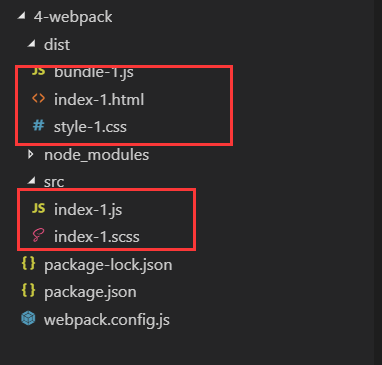 4-webpack
dist
JS bundle-1.js
<> index-1.html
# style-1.css
node_modules
src
JS index-1.js
index-1.scss
{} package-lock.json
{} package.json
webpack.config.js